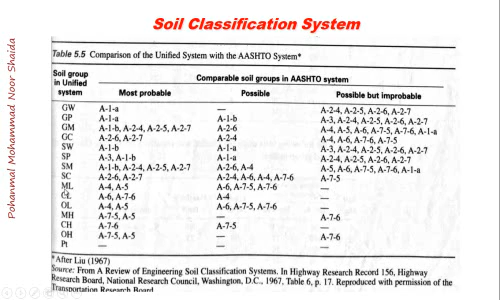 Soil Classification System
Pohanmal Mohammad Noor Shaida
Table 5.5 Comparison of the Unified System with the AASHTO System*
Soil group in Unified system
Comparable soil groups in AASHTO system
Most probable Possible Possible but improbable
GW A-1-a — A-2-4, A-2-5, A-2-6, A-2-7
GP A-1-a A-1-b A-3, A-2-4, A-2-5, A-2-6, A-2-7
GM A-1-b, A-2-4, A-2-5, A-2-7 A-2-6 A-4, A-5, A-6, A-7-5, A-7-6, A-1-a
GC A-2-6, A-2-7 A-2-4 A-4, A-6, A-7-6, A-7-5
SW A-1-b A-1-a A-3, A-2-4, A-2-5, A-2-6, A-2-7
SP A-3, A-1-b A-1-a A-2-4, A-2-5, A-2-6, A-2-7
SM A-1-b, A-2-4, A-2-5, A-2-7 A-2-6, A-4 A-5, A-6, A-7-5, A-7-6, A-1-a
SC A-2-6, A-2-7 A-2-4, A-6, A-4, A-7-6 A-7-5
ML A-4, A-5 A-6, A-7-5, A-7-6 —
CL A-6, A-7-6 A-4 —
OL A-4, A-5 A-6, A-7-5, A-7-6 —
MH A-7-5, A-5 — A-7-6
CH A-7-6 A-7-5 —
OH A-7-5, A-5 — A-7-6
Pt — — —
*After Liu (1967)
Source: From A Review of Engineering Soil Classification Systems. In Highway Research Record 156, Highway
Research Board, National Research Council, Washington, D.C., 1967, Table 6, p. 17. Reproduced with permission of the
Transportation Research Board